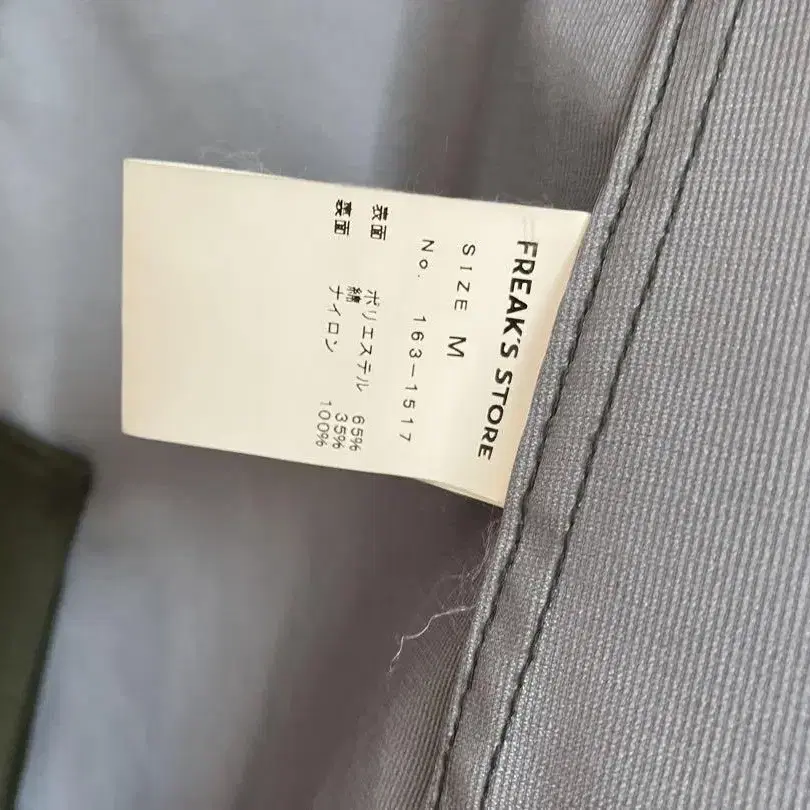 FREAK'S STORE
SIZE M
No. 163-1517
表面 ポリエステル 65%
綿 35%
裏面 ナイロン 100%